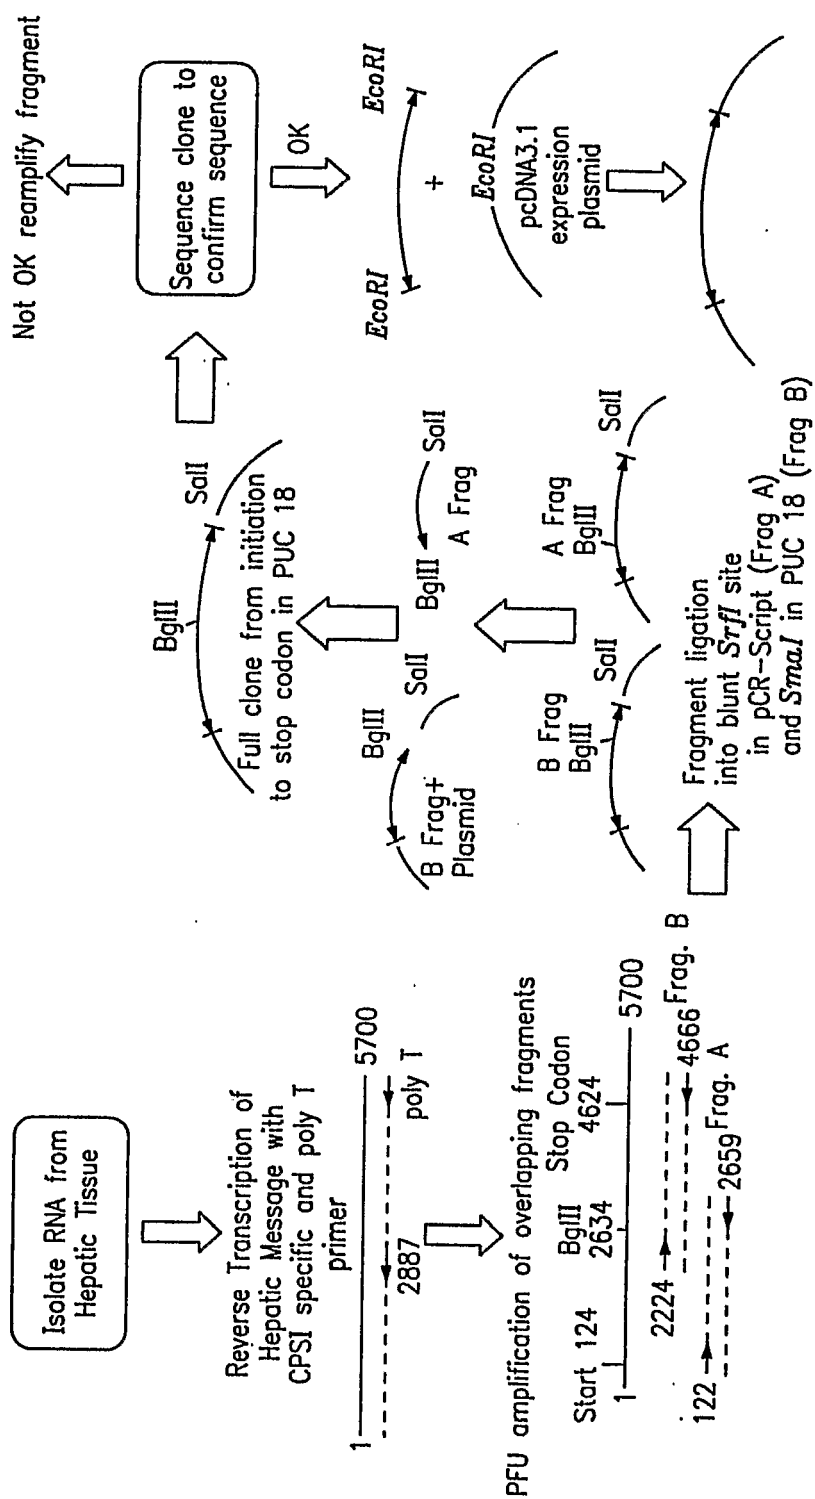 Isolate RNA from
Hepatic Tissue
Reverse Transcription of
Hepatic Message with
CPSI specific and poly T
primer
1
5700
2887
poly T
PFU amplification of overlapping fragments
Start 124
BglII
2634
Stop Codon
4624
1
5700
2224
4666 Frag. B
122
2659 Frag. A
Fragment ligation
into blunt SrfI site
in pCR-Script (Frag A)
and SmaI in PUC 18 (Frag B)
B Frag
BglII
SalI
A Frag
BglII
SalI
B Frag+
Plasmid
BglII
SalI
BglII
A Frag
SalI
BglII
SalI
Full clone from initiation
to stop codon in PUC 18
Sequence clone to
confirm sequence
Not OK reamplify fragment
OK
EcoRI
EcoRI
+
EcoRI
pcDNA3.1
expression
plasmid